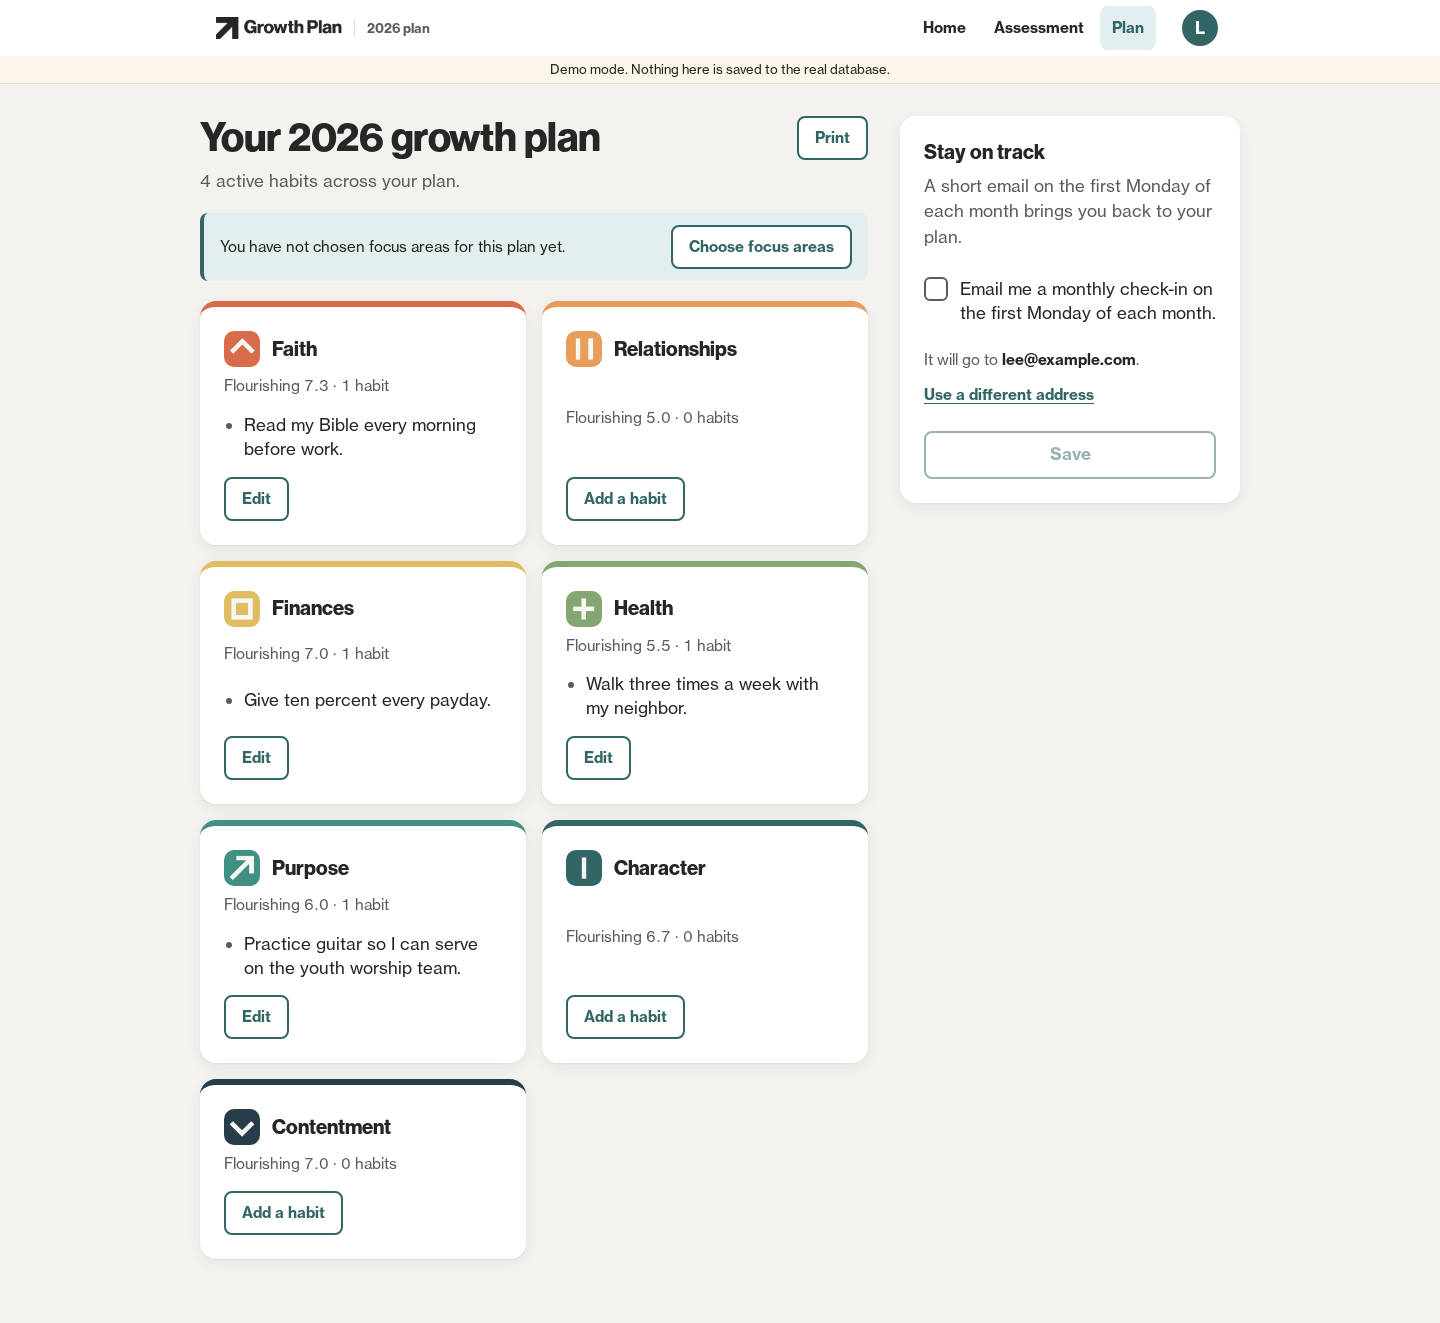 Growth Plan
2026 plan
Home
Assessment
Plan
L
Demo mode. Nothing here is saved to the real database.
Your 2026 growth plan
Print
4 active habits across your plan.
You have not chosen focus areas for this plan yet.
Choose focus areas
Faith
Flourishing 7.3 · 1 habit
• Read my Bible every morning
before work.
Edit
Relationships
Flourishing 5.0 · 0 habits
Add a habit
Finances
Flourishing 7.0 · 1 habit
• Give ten percent every payday.
Edit
Health
Flourishing 5.5 · 1 habit
• Walk three times a week with
my neighbor.
Edit
Purpose
Flourishing 6.0 · 1 habit
• Practice guitar so I can serve
on the youth worship team.
Edit
Character
Flourishing 6.7 · 0 habits
Add a habit
Contentment
Flourishing 7.0 · 0 habits
Add a habit
Stay on track
A short email on the first Monday of
each month brings you back to your
plan.
Email me a monthly check-in on
the first Monday of each month.
It will go to lee@example.com.
Use a different address
Save